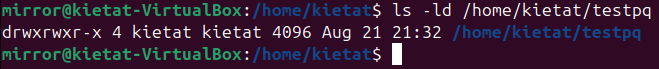 mirror@kietat-VirtualBox:/home/kietat$ ls -ld /home/kietat/testpq
drwxrwxr-x 4 kietat kietat 4096 Aug 21 21:32 /home/kietat/testpq
mirror@kietat-VirtualBox:/home/kietat$